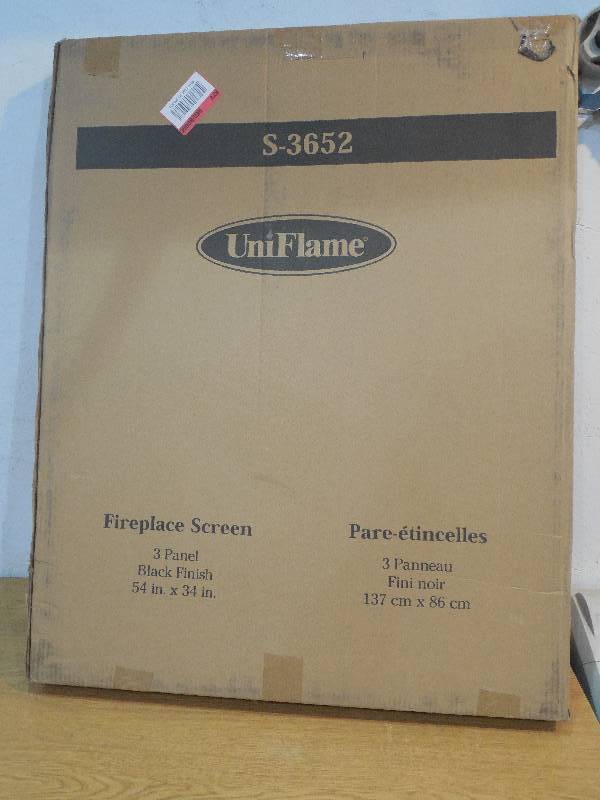 S-3652
UniFlame®
Fireplace Screen
3 Panel
Black Finish
54 in. x 34 in.
Pare-étincelles
3 Panneau
Fini noir
137 cm x 86 cm